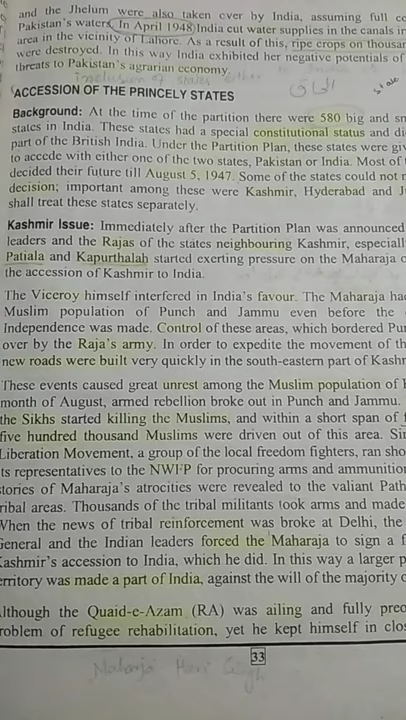 and the Jhelum were also taken over by India, assuming full co
Pakistan's waters. In April 1948 India cut water supplies in the canals ir
area in the vicinity of Lahore. As a result of this, ripe crops on thousan
were destroyed. In this way India exhibited her negative potentials of
threats to Pakistan's agrarian economy.
inclusion of states
ACCESSION OF THE PRINCELY STATES
الحاق
state
Background: At the time of the partition there were 580 big and sm
states in India. These states had a special constitutional status and di
part of the British India. Under the Partition Plan, these states were giv
to accede with either one of the two states, Pakistan or India. Most of
decided their future till August 5, 1947. Some of the states could not r
decision; important among these were Kashmir, Hyderabad and J
shall treat these states separately.
Kashmir Issue: Immediately after the Partition Plan was announced
leaders and the Rajas of the states neighbouring Kashmir, especiall
Patiala and Kapurthalah started exerting pressure on the Maharaja o
the accession of Kashmir to India.
The Viceroy himself interfered in India's favour. The Maharaja had
Muslim population of Punch and Jammu even before the
Independence was made. Control of these areas, which bordered Pun
over by the Raja's army. In order to expedite the movement of th
new roads were built very quickly in the south-eastern part of Kashr
These events caused great unrest among the Muslim population of
month of August, armed rebellion broke out in Punch and Jammu.
the Sikhs started killing the Muslims, and within a short span of
five hundred thousand Muslims were driven out of this area. Sir
Liberation Movement, a group of the local freedom fighters, ran sho
its representatives to the NWFP for procuring arms and ammunition
stories of Maharaja's atrocities were revealed to the valiant Path
ribal areas. Thousands of the tribal militants took arms and made
When the news of tribal reinforcement was broke at Delhi, the
General and the Indian leaders forced the Maharaja to sign a f
Kashmir's accession to India, which he did. In this way a larger p
erritory was made a part of India, against the will of the majority o
Although the Quaid-e-Azam (RA) was ailing and fully preo
roblem of refugee rehabilitation, yet he kept himself in clos
33
Maharja Hari Singh